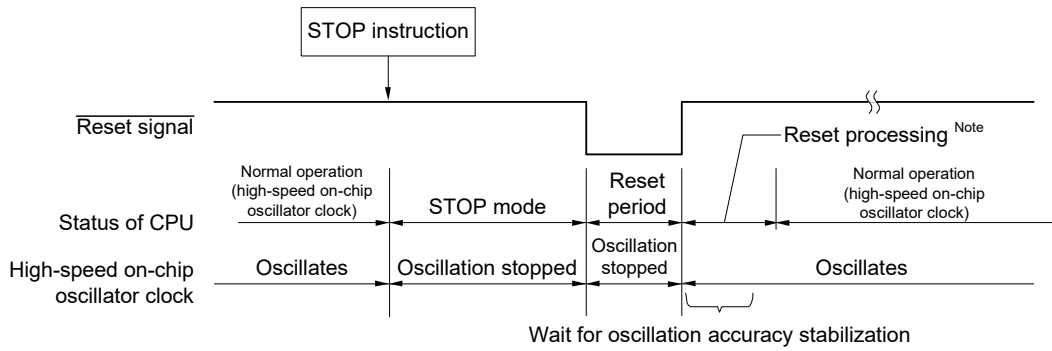 STOP instruction
Reset signal
Reset processing Note
Normal operation
(high-speed on-chip
oscillator clock)
Reset
period
Normal operation
(high-speed on-chip
oscillator clock)
Status of CPU
STOP mode
High-speed on-chip
oscillator clock
Oscillates
Oscillation stopped
Oscillation
stopped
Oscillates
Wait for oscillation accuracy stabilization